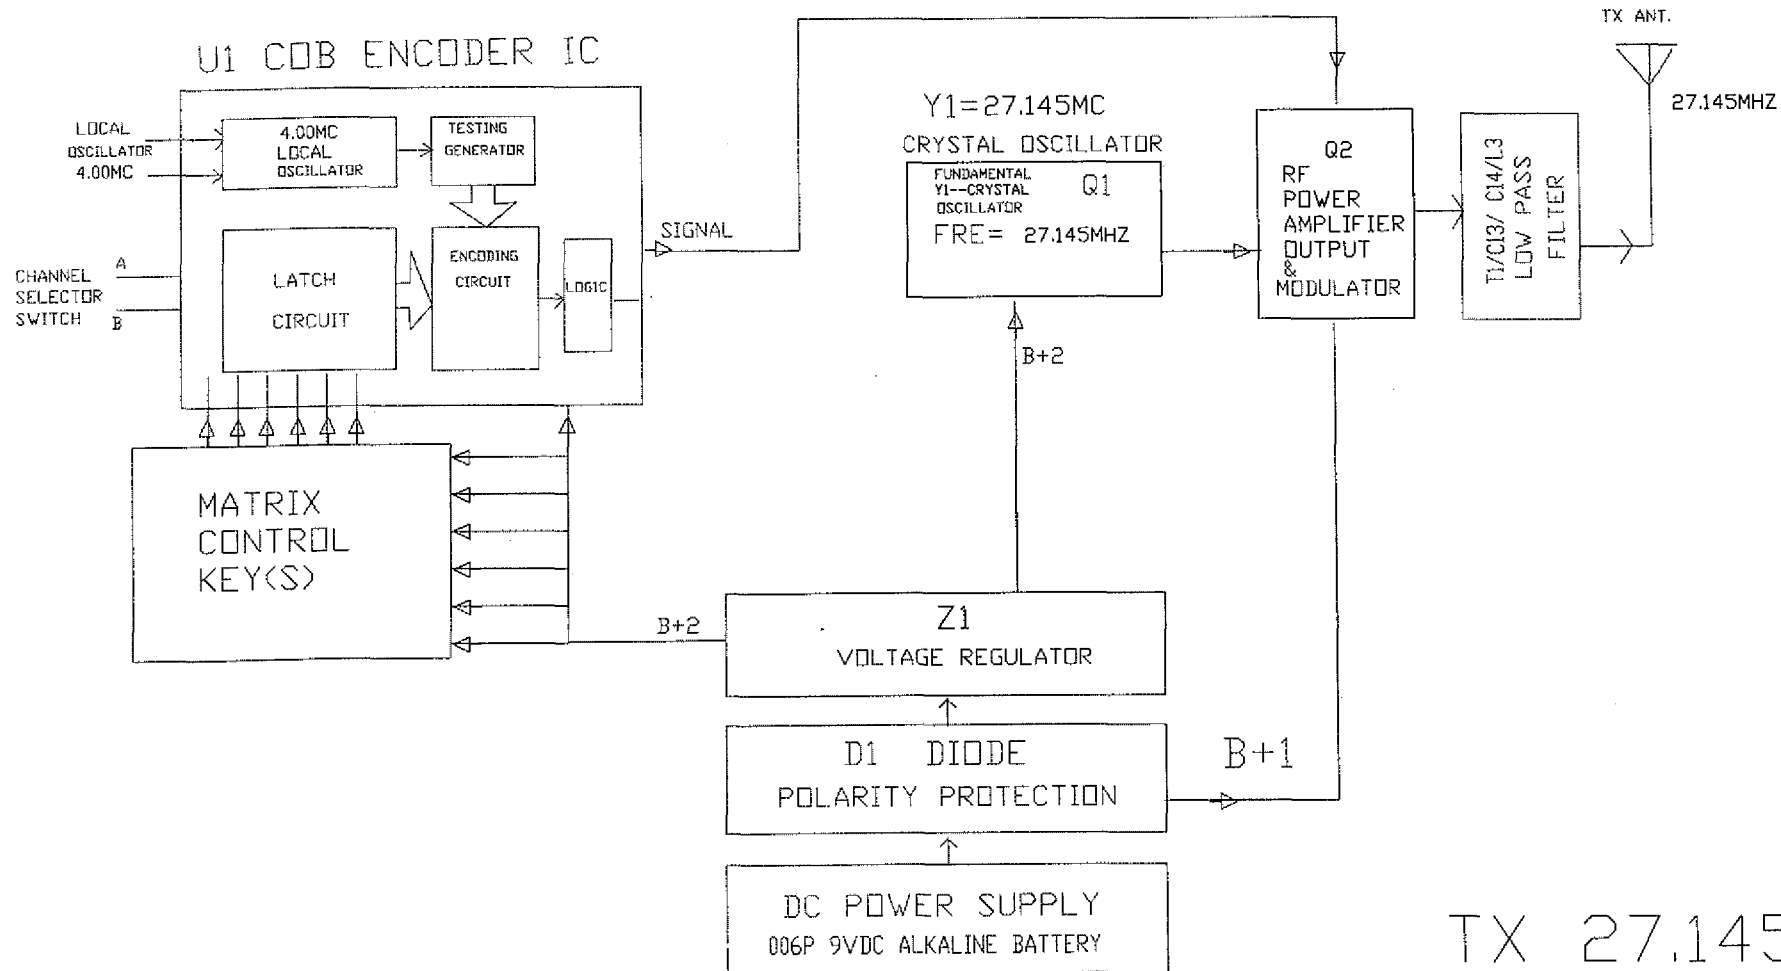 TX ANT.
27.145MHZ
U1 COB ENCODER IC
LOCAL
OSCILLATOR
4.00MC
4.00MC
LOCAL
OSCILLATOR
TESTING
GENERATOR
CHANNEL
SELECTOR
SWITCH
A
B
LATCH
CIRCUIT
ENCODING
CIRCUIT
LOGIC
SIGNAL
Y1=27.145MC
CRYSTAL OSCILLATOR
FUNDAMENTAL
Y1--CRYSTAL
OSCILLATOR
Q1
FRE= 27.145MHZ
Q2
RF
POWER
AMPLIFIER
OUTPUT
&
MODULATOR
T1/C13/ C14/L3
LOW PASS
FILTER
B+2
MATRIX
CONTROL
KEY(S)
B+2
Z1
VOLTAGE REGULATOR
D1 DIODE
POLARITY PROTECTION
B+1
DC POWER SUPPLY
006P 9VDC ALKALINE BATTERY
TX 27.145